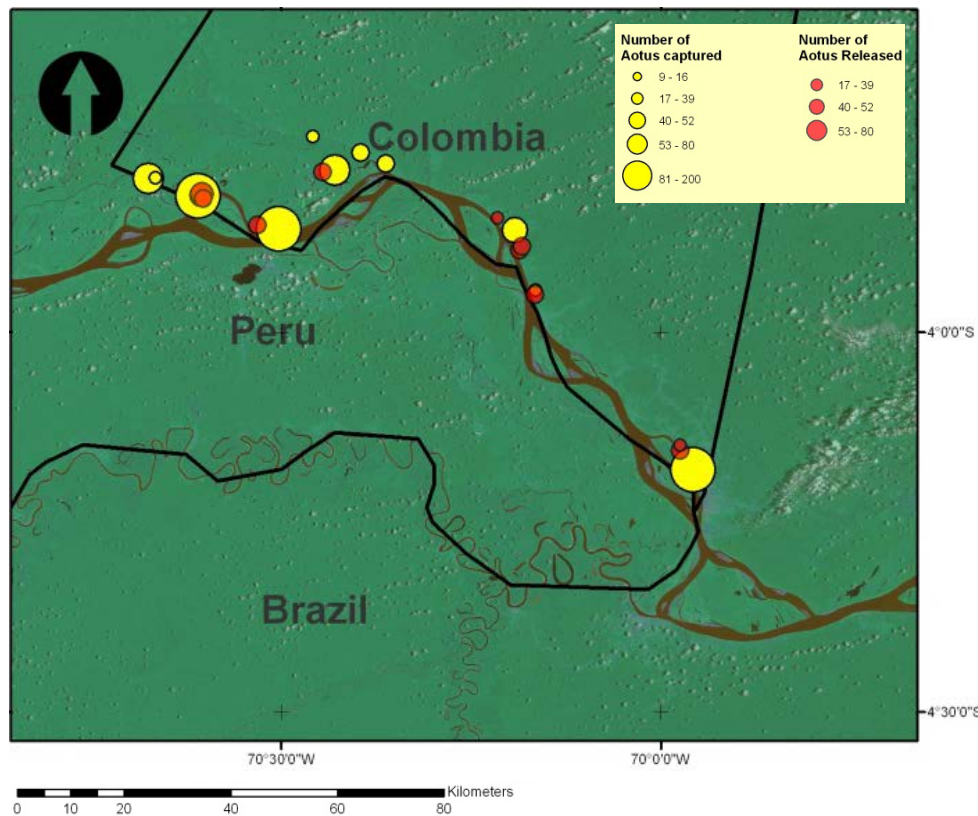 Number of
Aotus captured
9 - 16
17 - 39
40 - 52
53 - 80
81 - 200
Number of
Aotus Released
17 - 39
40 - 52
53 - 80
Colombia
Peru
Brazil
4°0'0"S
4°30'0"S
70°30'0"W
70°0'0"W
Kilometers
0 10 20 40 60 80